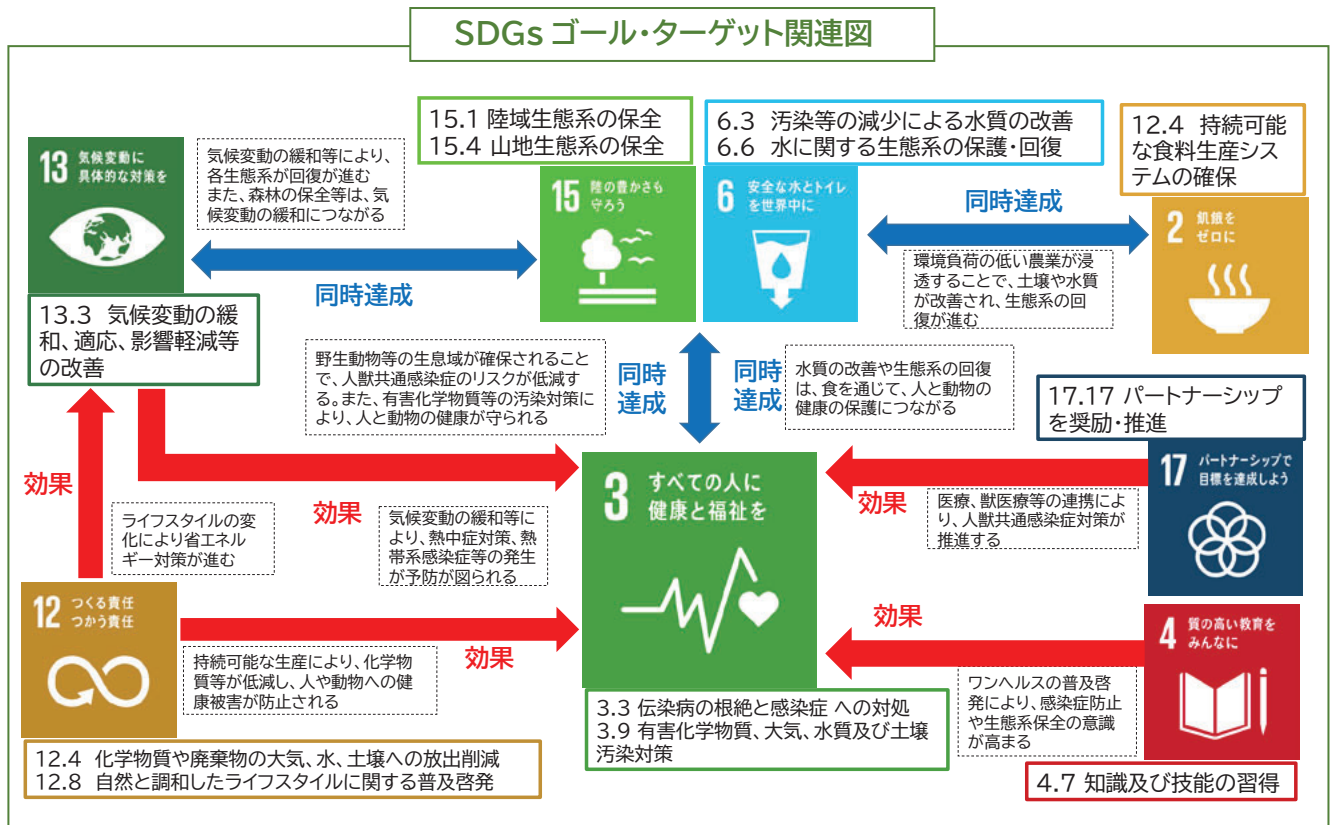 SDGs ゴール・ターゲット関連図
15.1 陸域生態系の保全
15.4 山地生態系の保全
6.3 汚染等の減少による水質の改善
6.6 水に関する生態系の保護・回復
12.4 持続可能
な食料生産シス
テムの確保
13 気候変動に
具体的な対策を
気候変動の緩和等により、
各生態系が回復が進む
また、森林の保全等は、気
候変動の緩和につながる
15 陸の豊かさも
守ろう
6 安全な水とトイレ
を世界中に
同時達成
2 飢餓を
ゼロに
同時達成
環境負荷の低い農業が浸
透することで、土壌や水質
が改善され、生態系の回
復が進む
13.3 気候変動の緩
和、適応、影響軽減等
の改善
野生動物等の生息域が確保されること
で、人獣共通感染症のリスクが低減す
る。また、有害化学物質等の汚染対策に
より、人と動物の健康が守られる
同時
達成
同時
達成
水質の改善や生態系の回復
は、食を通じて、人と動物の
健康の保護につながる
17.17 パートナーシップ
を奨励・推進
効果
3 すべての人に
健康と福祉を
17 パートナーシップで
目標を達成しよう
ライフスタイルの変
化により省エネル
ギー対策が進む
効果
気候変動の緩和等に
より、熱中症対策、熱
帯系感染症等の発生
が予防が図られる
効果
医療、獣医療等の連携によ
り、人獣共通感染症対策が
推進する
12 つくる責任
つかう責任
効果
持続可能な生産により、化学物
質等が低減し、人や動物への健
康被害が防止される
効果
4 質の高い教育を
みんなに
ワンヘルスの普及啓
発により、感染症防止
や生態系保全の意識
が高まる
3.3 伝染病の根絶と感染症 への対処
3.9 有害化学物質、大気、水質及び土壌
汚染対策
12.4 化学物質や廃棄物の大気、水、土壌への放出削減
12.8 自然と調和したライフスタイルに関する普及啓発
4.7 知識及び技能の習得